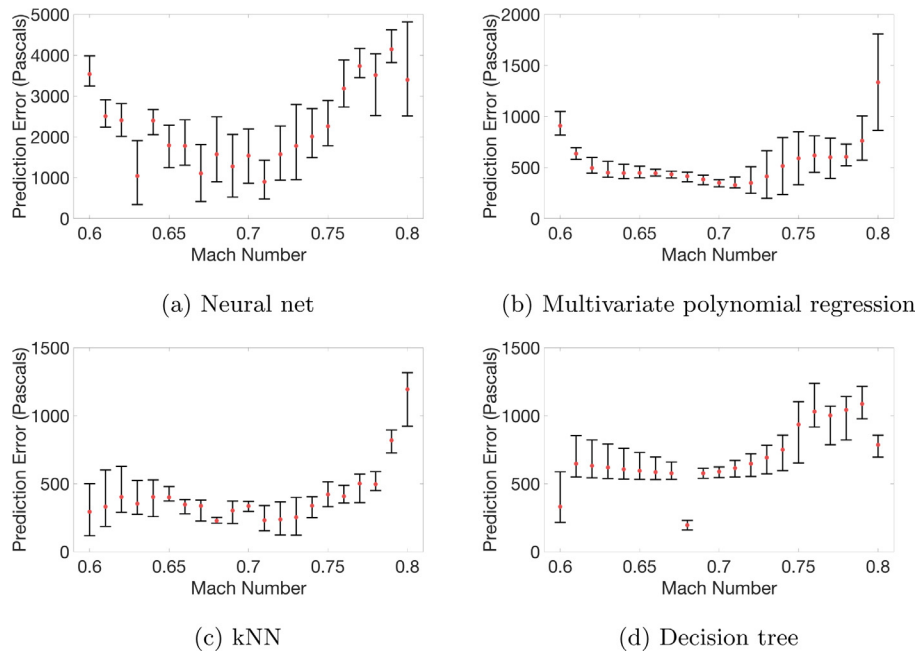 5000
4000
3000
2000
1000
0
Prediction Error (Pascals)
0.6 0.65 0.7 0.75 0.8
Mach Number
(a) Neural net
2000
1500
1000
500
0
Prediction Error (Pascals)
0.6 0.65 0.7 0.75 0.8
Mach Number
(b) Multivariate polynomial regression
1500
1000
500
0
Prediction Error (Pascals)
0.6 0.65 0.7 0.75 0.8
Mach Number
(c) kNN
1500
1000
500
0
Prediction Error (Pascals)
0.6 0.65 0.7 0.75 0.8
Mach Number
(d) Decision tree